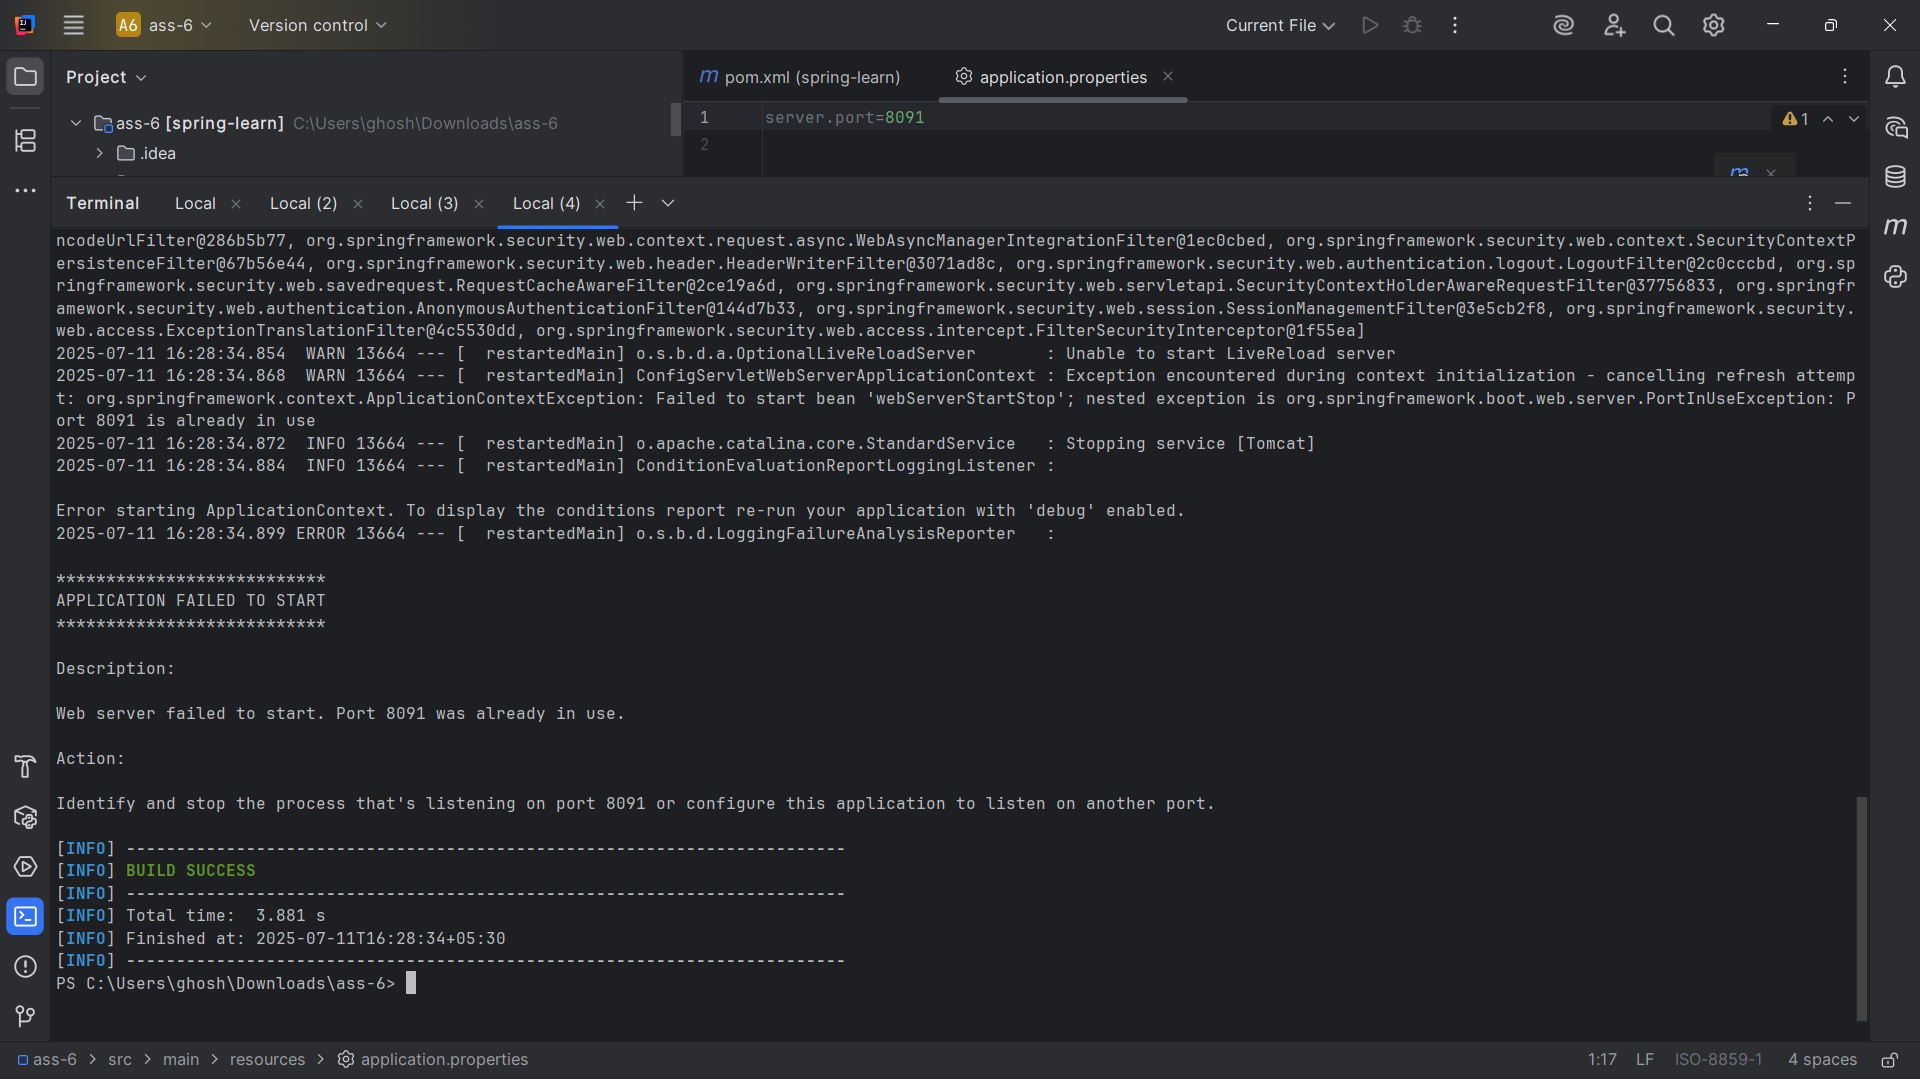 A6 ass-6 Version control Current File
Project
m pom.xml (spring-learn) application.properties
ass-6 [spring-learn] C:\Users\ghosh\Downloads\ass-6
.idea
1 server.port=8091 1
2
Terminal Local Local (2) Local (3) Local (4)
ncodeUrlFilter@286b5b77, org.springframework.security.web.context.request.async.WebAsyncManagerIntegrationFilter@1ec0cbed, org.springframework.security.web.context.SecurityContextP
ersistenceFilter@67b56e44, org.springframework.security.web.header.HeaderWriterFilter@3071ad8c, org.springframework.security.web.authentication.logout.LogoutFilter@2c0cccbd, org.sp
ringframework.security.web.savedrequest.RequestCacheAwareFilter@2ce19a6d, org.springframework.security.web.servletapi.SecurityContextHolderAwareRequestFilter@37756833, org.springfr
amework.security.web.authentication.AnonymousAuthenticationFilter@144d7b33, org.springframework.security.web.session.SessionManagementFilter@3e5cb2f8, org.springframework.security.
web.access.ExceptionTranslationFilter@4c5530dd, org.springframework.security.web.access.intercept.FilterSecurityInterceptor@1f55ea]
2025-07-11 16:28:34.854  WARN 13664 --- [  restartedMain] o.s.b.d.a.OptionalLiveReloadServer       : Unable to start LiveReload server
2025-07-11 16:28:34.868  WARN 13664 --- [  restartedMain] ConfigServletWebServerApplicationContext : Exception encountered during context initialization - cancelling refresh attemp
t: org.springframework.context.ApplicationContextException: Failed to start bean 'webServerStartStop'; nested exception is org.springframework.boot.web.server.PortInUseException: P
ort 8091 is already in use
2025-07-11 16:28:34.872  INFO 13664 --- [  restartedMain] o.apache.catalina.core.StandardService   : Stopping service [Tomcat]
2025-07-11 16:28:34.884  INFO 13664 --- [  restartedMain] ConditionEvaluationReportLoggingListener :
Error starting ApplicationContext. To display the conditions report re-run your application with 'debug' enabled.
2025-07-11 16:28:34.899 ERROR 13664 --- [  restartedMain] o.s.b.d.LoggingFailureAnalysisReporter   :
***************************
APPLICATION FAILED TO START
***************************
Description:
Web server failed to start. Port 8091 was already in use.
Action:
Identify and stop the process that's listening on port 8091 or configure this application to listen on another port.
[INFO] ------------------------------------------------------------------------
[INFO] BUILD SUCCESS
[INFO] ------------------------------------------------------------------------
[INFO] Total time:  3.881 s
[INFO] Finished at: 2025-07-11T16:28:34+05:30
[INFO] ------------------------------------------------------------------------
PS C:\Users\ghosh\Downloads\ass-6>
ass-6 > src > main > resources > application.properties 1:17 LF ISO-8859-1 4 spaces